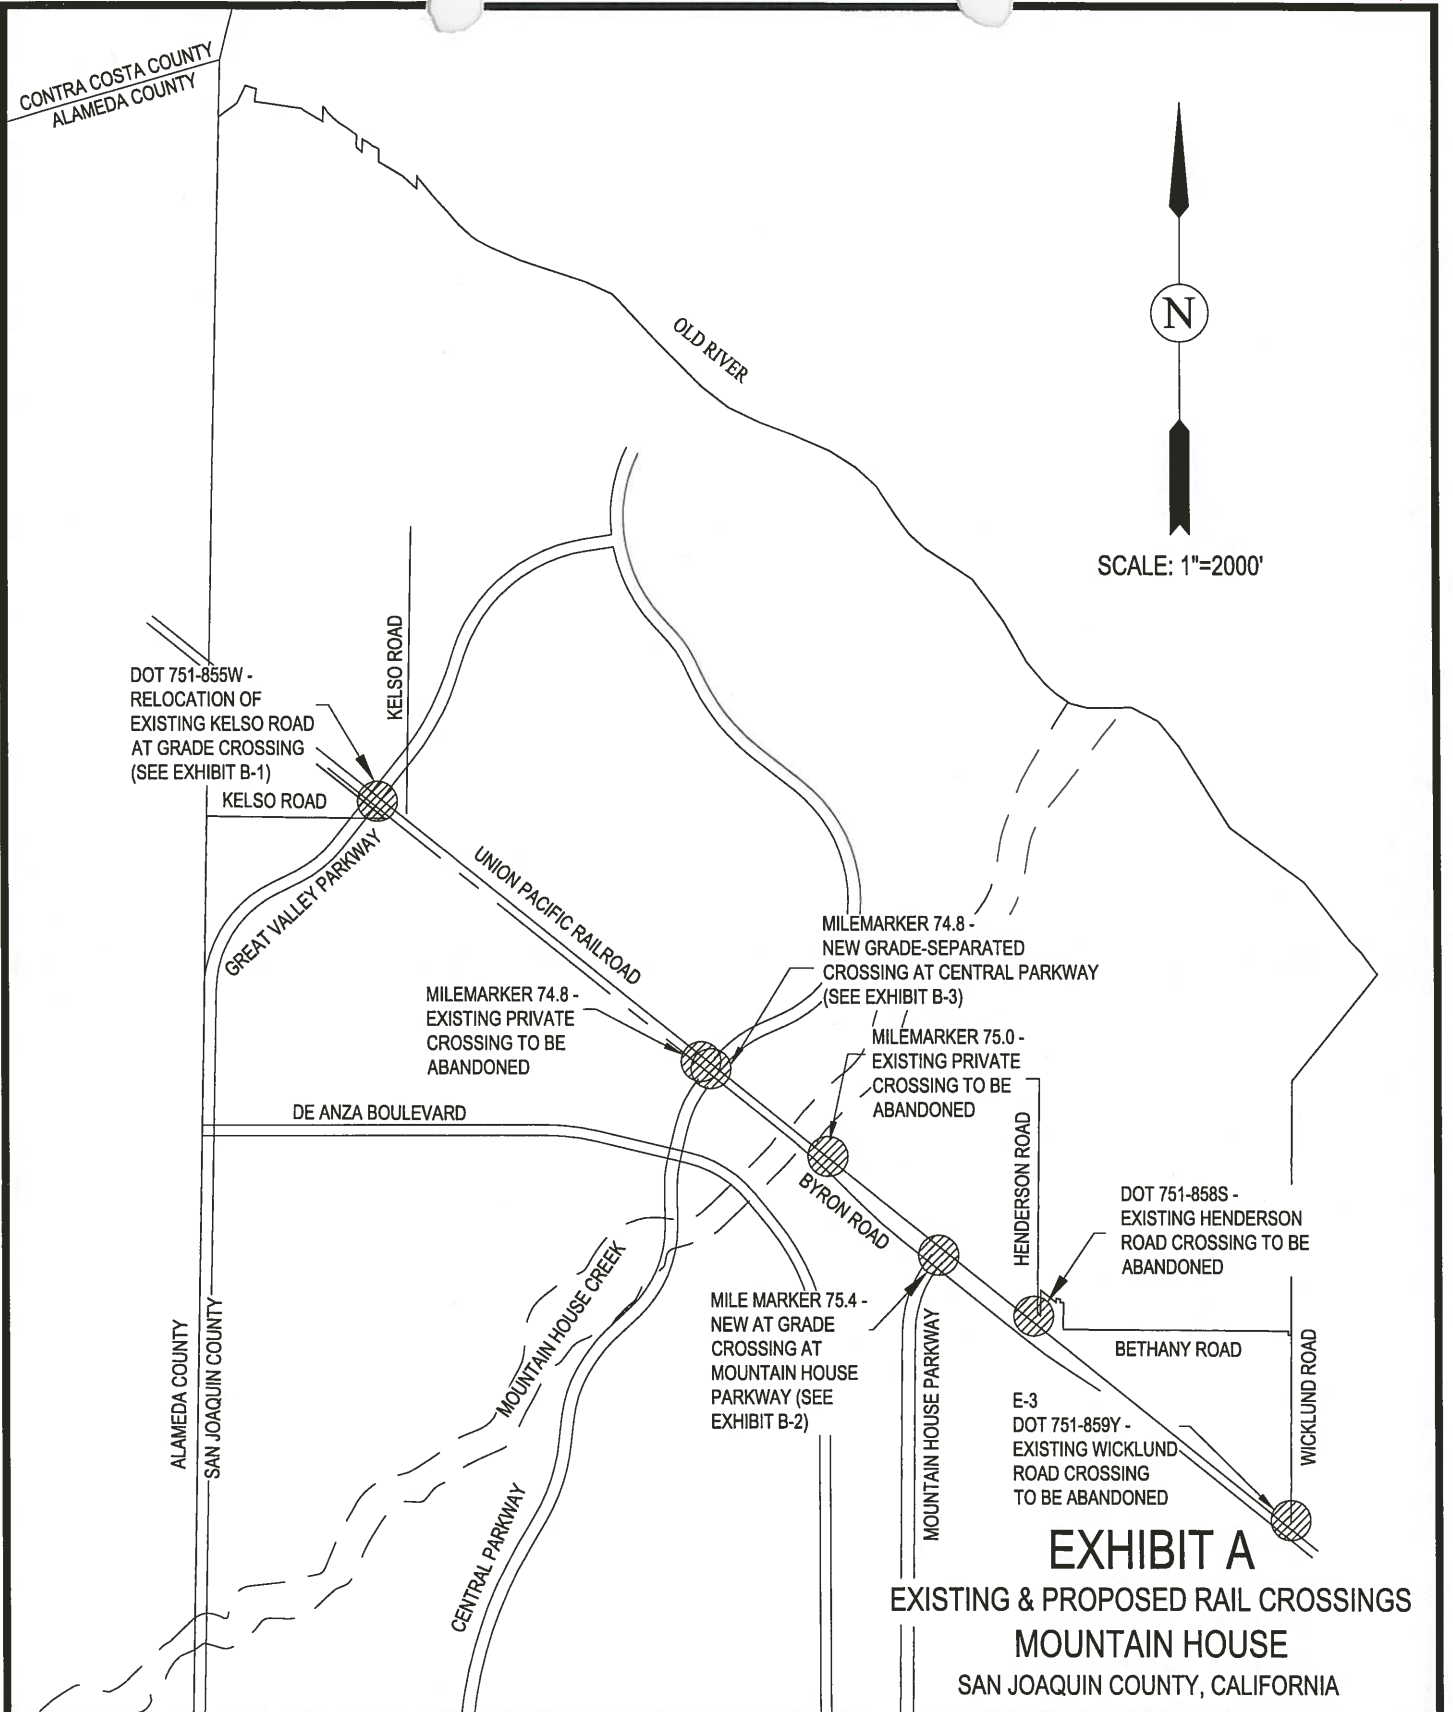 CONTRA COSTA COUNTY
ALAMEDA COUNTY
OLD RIVER
N
SCALE: 1"=2000'
KELSO ROAD
DOT 751-855W -
RELOCATION OF
EXISTING KELSO ROAD
AT GRADE CROSSING
(SEE EXHIBIT B-1)
KELSO ROAD
GREAT VALLEY PARKWAY
UNION PACIFIC RAILROAD
MILEMARKER 74.8 -
NEW GRADE-SEPARATED
CROSSING AT CENTRAL PARKWAY
(SEE EXHIBIT B-3)
MILEMARKER 74.8 -
EXISTING PRIVATE
CROSSING TO BE
ABANDONED
MILEMARKER 75.0 -
EXISTING PRIVATE
CROSSING TO BE
ABANDONED
DE ANZA BOULEVARD
HENDERSON ROAD
BYRON ROAD
DOT 751-858S -
EXISTING HENDERSON
ROAD CROSSING TO BE
ABANDONED
MOUNTAIN HOUSE CREEK
MILE MARKER 75.4 -
NEW AT GRADE
CROSSING AT
MOUNTAIN HOUSE
PARKWAY (SEE
EXHIBIT B-2)
MOUNTAIN HOUSE PARKWAY
BETHANY ROAD
WICKLUND ROAD
ALAMEDA COUNTY
SAN JOAQUIN COUNTY
E-3
DOT 751-859Y -
EXISTING WICKLUND
ROAD CROSSING
TO BE ABANDONED
CENTRAL PARKWAY
EXHIBIT A
EXISTING & PROPOSED RAIL CROSSINGS
MOUNTAIN HOUSE
SAN JOAQUIN COUNTY, CALIFORNIA